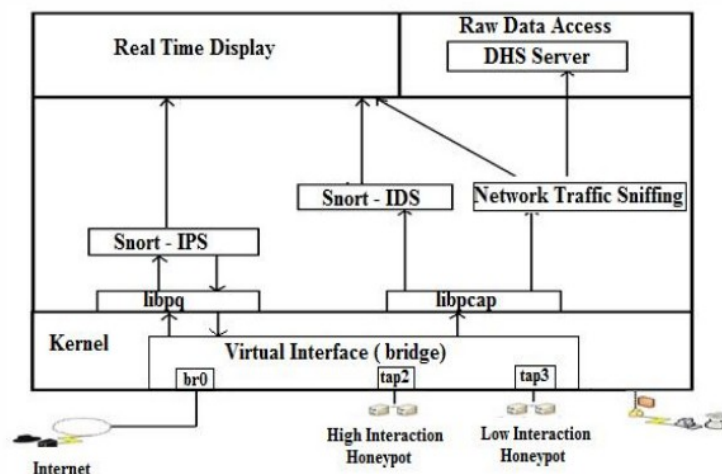 Real Time Display
Raw Data Access
DHS Server
Snort - IDS
Network Traffic Sniffing
Snort - IPS
libpq
libpcap
Kernel
Virtual Interface ( bridge)
br0
tap2
tap3
Internet
High Interaction
Honeypot
Low Interaction
Honeypot